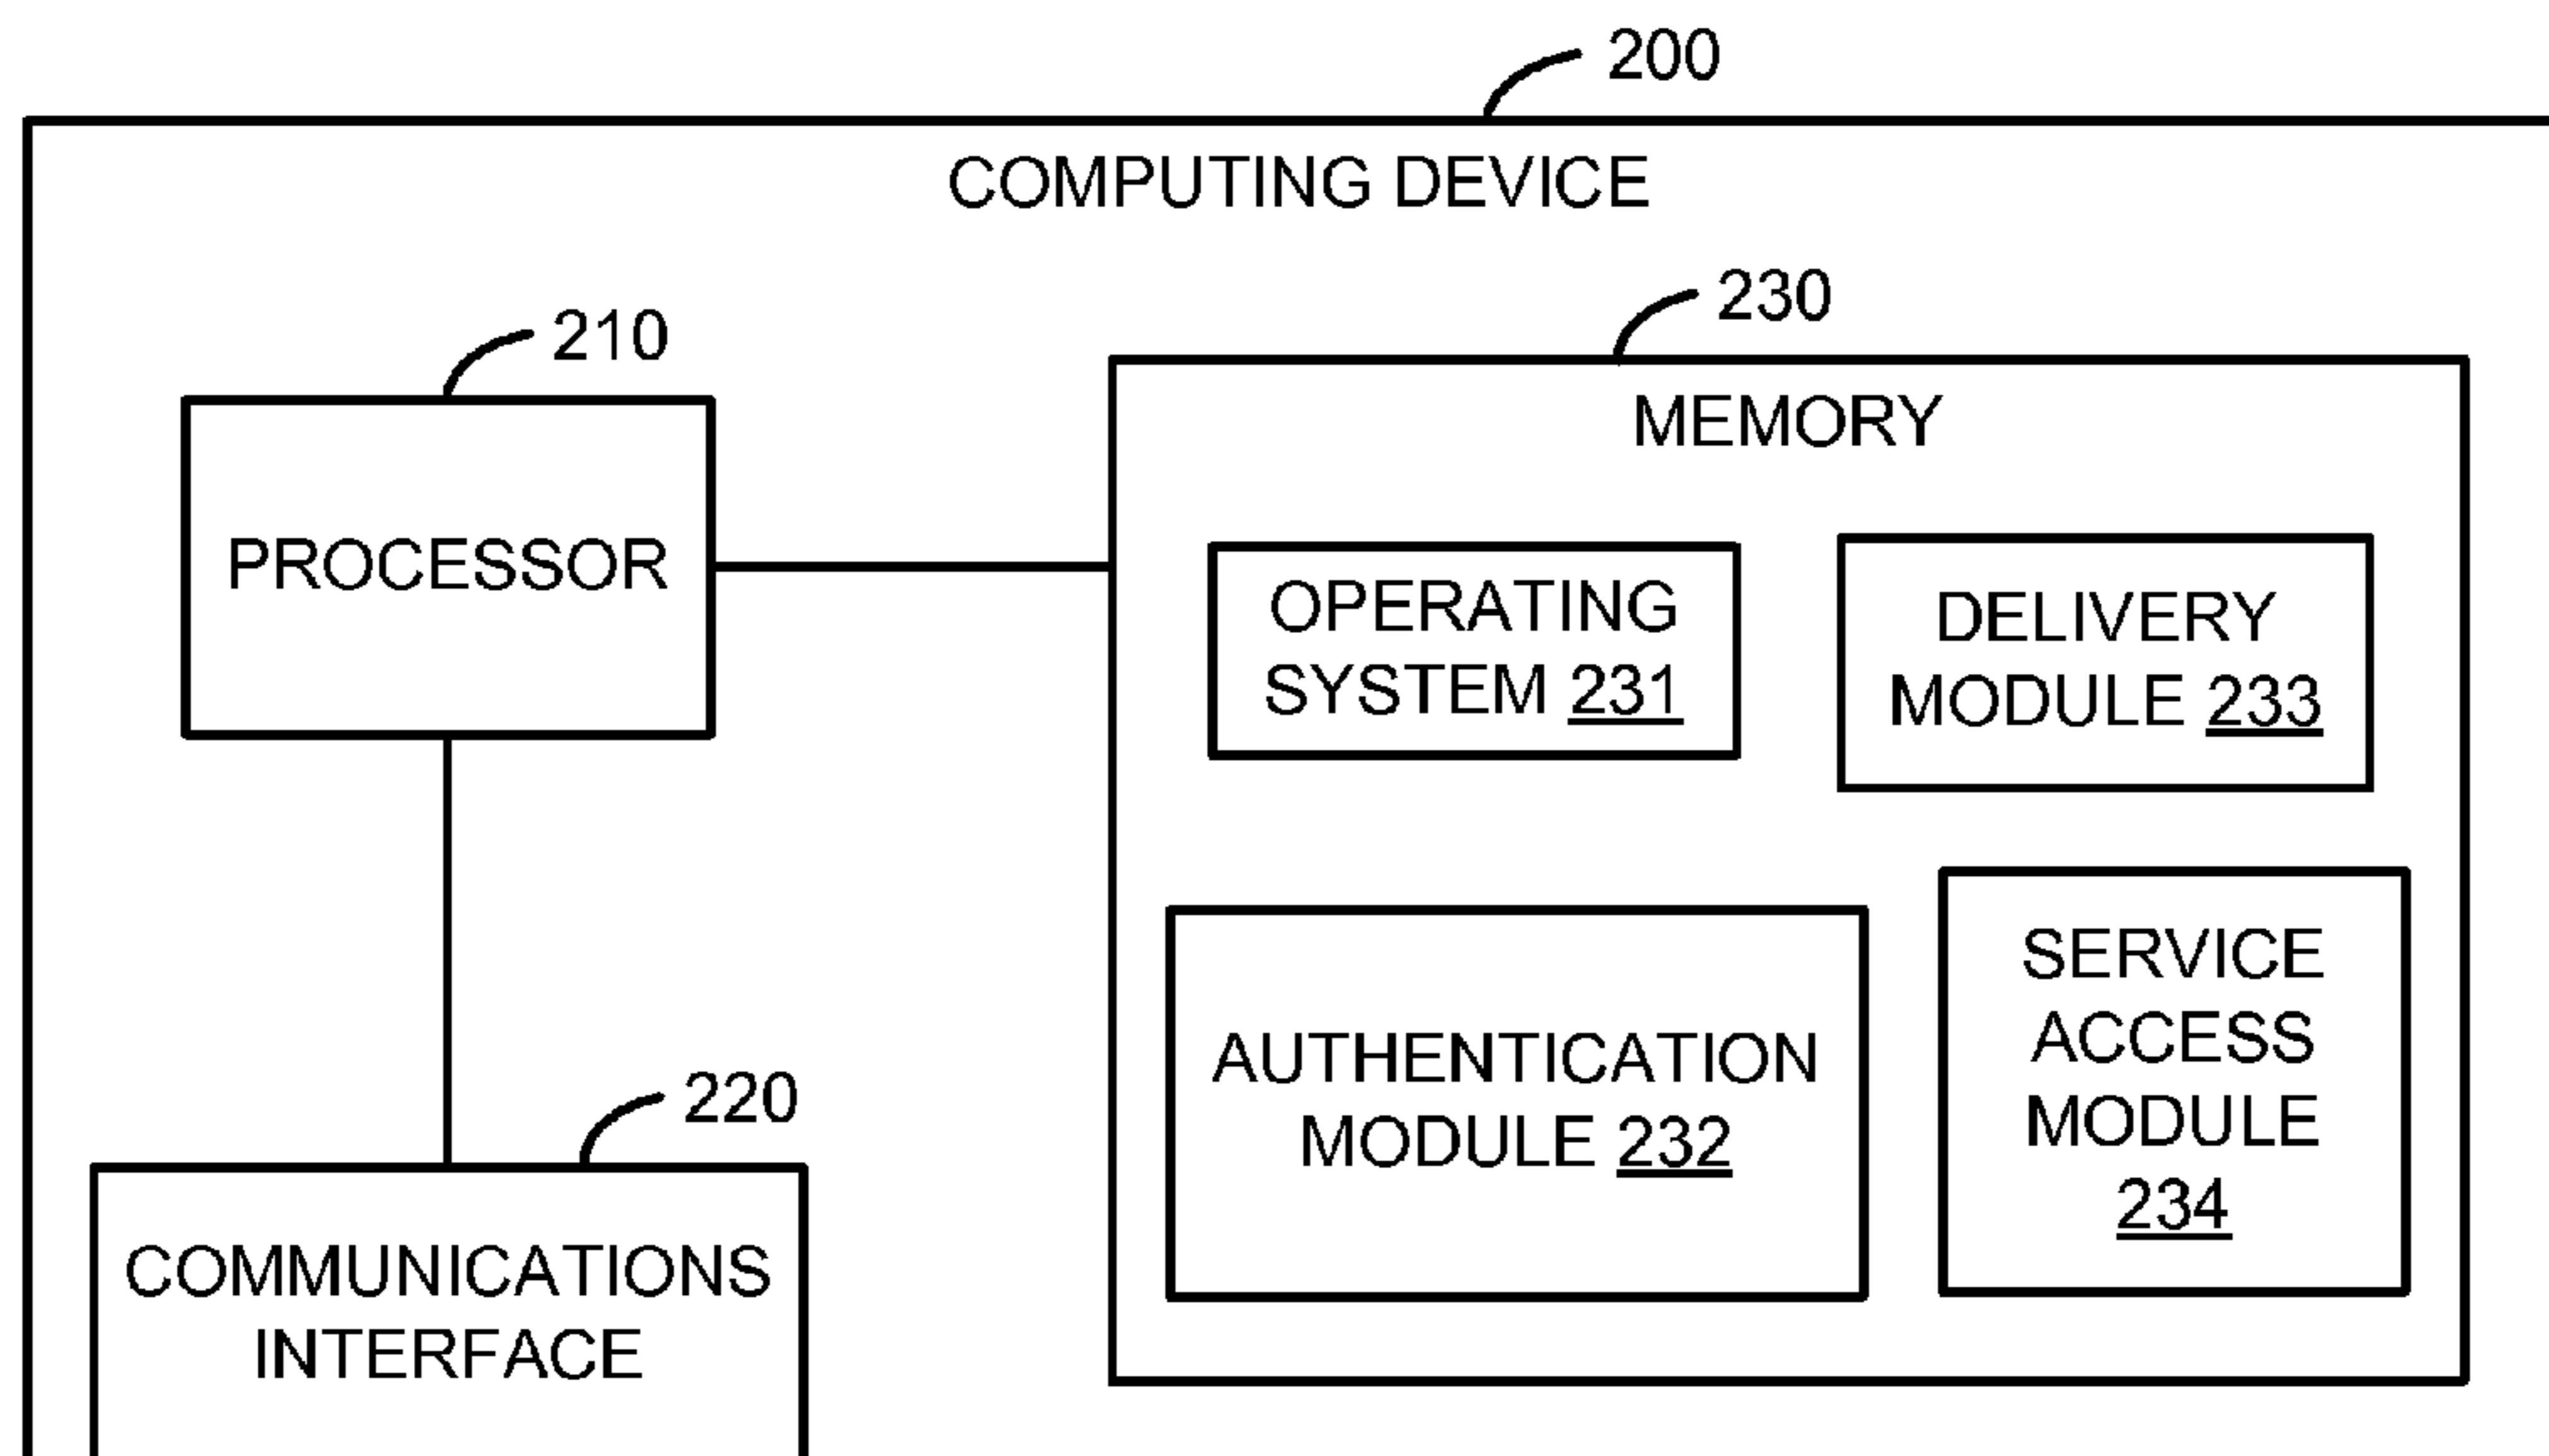 200
COMPUTING DEVICE
230
210
MEMORY
PROCESSOR
OPERATING
SYSTEM 231
DELIVERY
MODULE 233
AUTHENTICATION
MODULE 232
SERVICE
ACCESS
MODULE
234
220
COMMUNICATIONS
INTERFACE